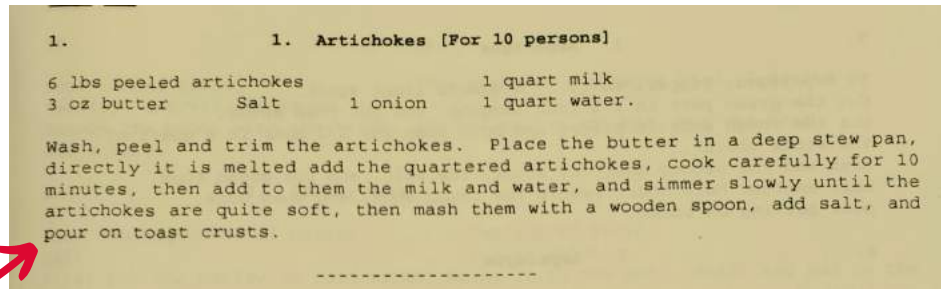 1. 1. Artichokes [For 10 persons]
6 lbs peeled artichokes 1 quart milk
3 oz butter Salt 1 onion 1 quart water.
Wash, peel and trim the artichokes. Place the butter in a deep stew pan,
directly it is melted add the quartered artichokes, cook carefully for 10
minutes, then add to them the milk and water, and simmer slowly until the
artichokes are quite soft, then mash them with a wooden spoon, add salt, and
pour on toast crusts.